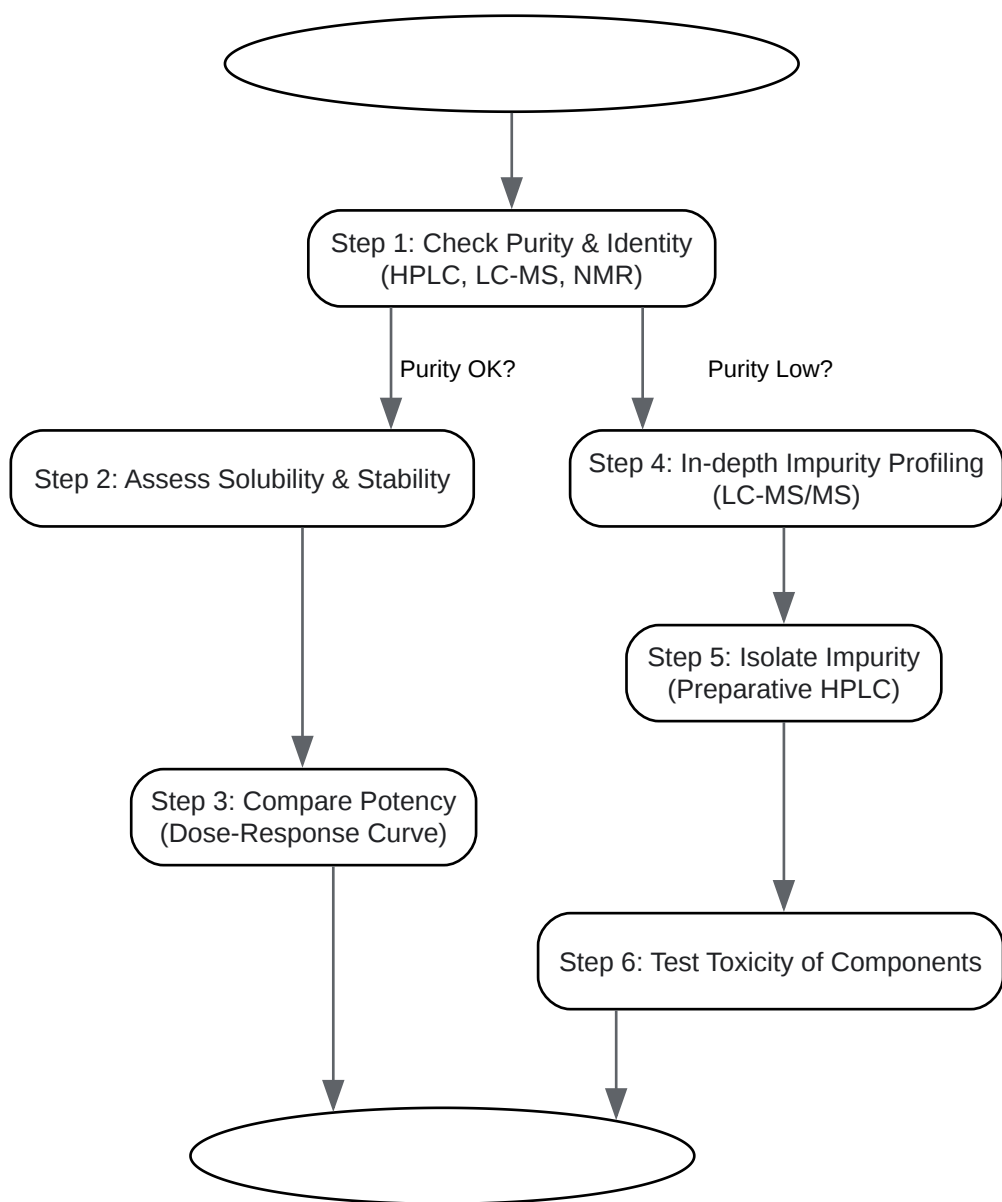 Step 1: Check Purity & Identity
(HPLC, LC-MS, NMR)
Purity OK?
Purity Low?
Step 2: Assess Solubility & Stability
Step 4: In-depth Impurity Profiling
(LC-MS/MS)
Step 5: Isolate Impurity
(Preparative HPLC)
Step 3: Compare Potency
(Dose-Response Curve)
Step 6: Test Toxicity of Components